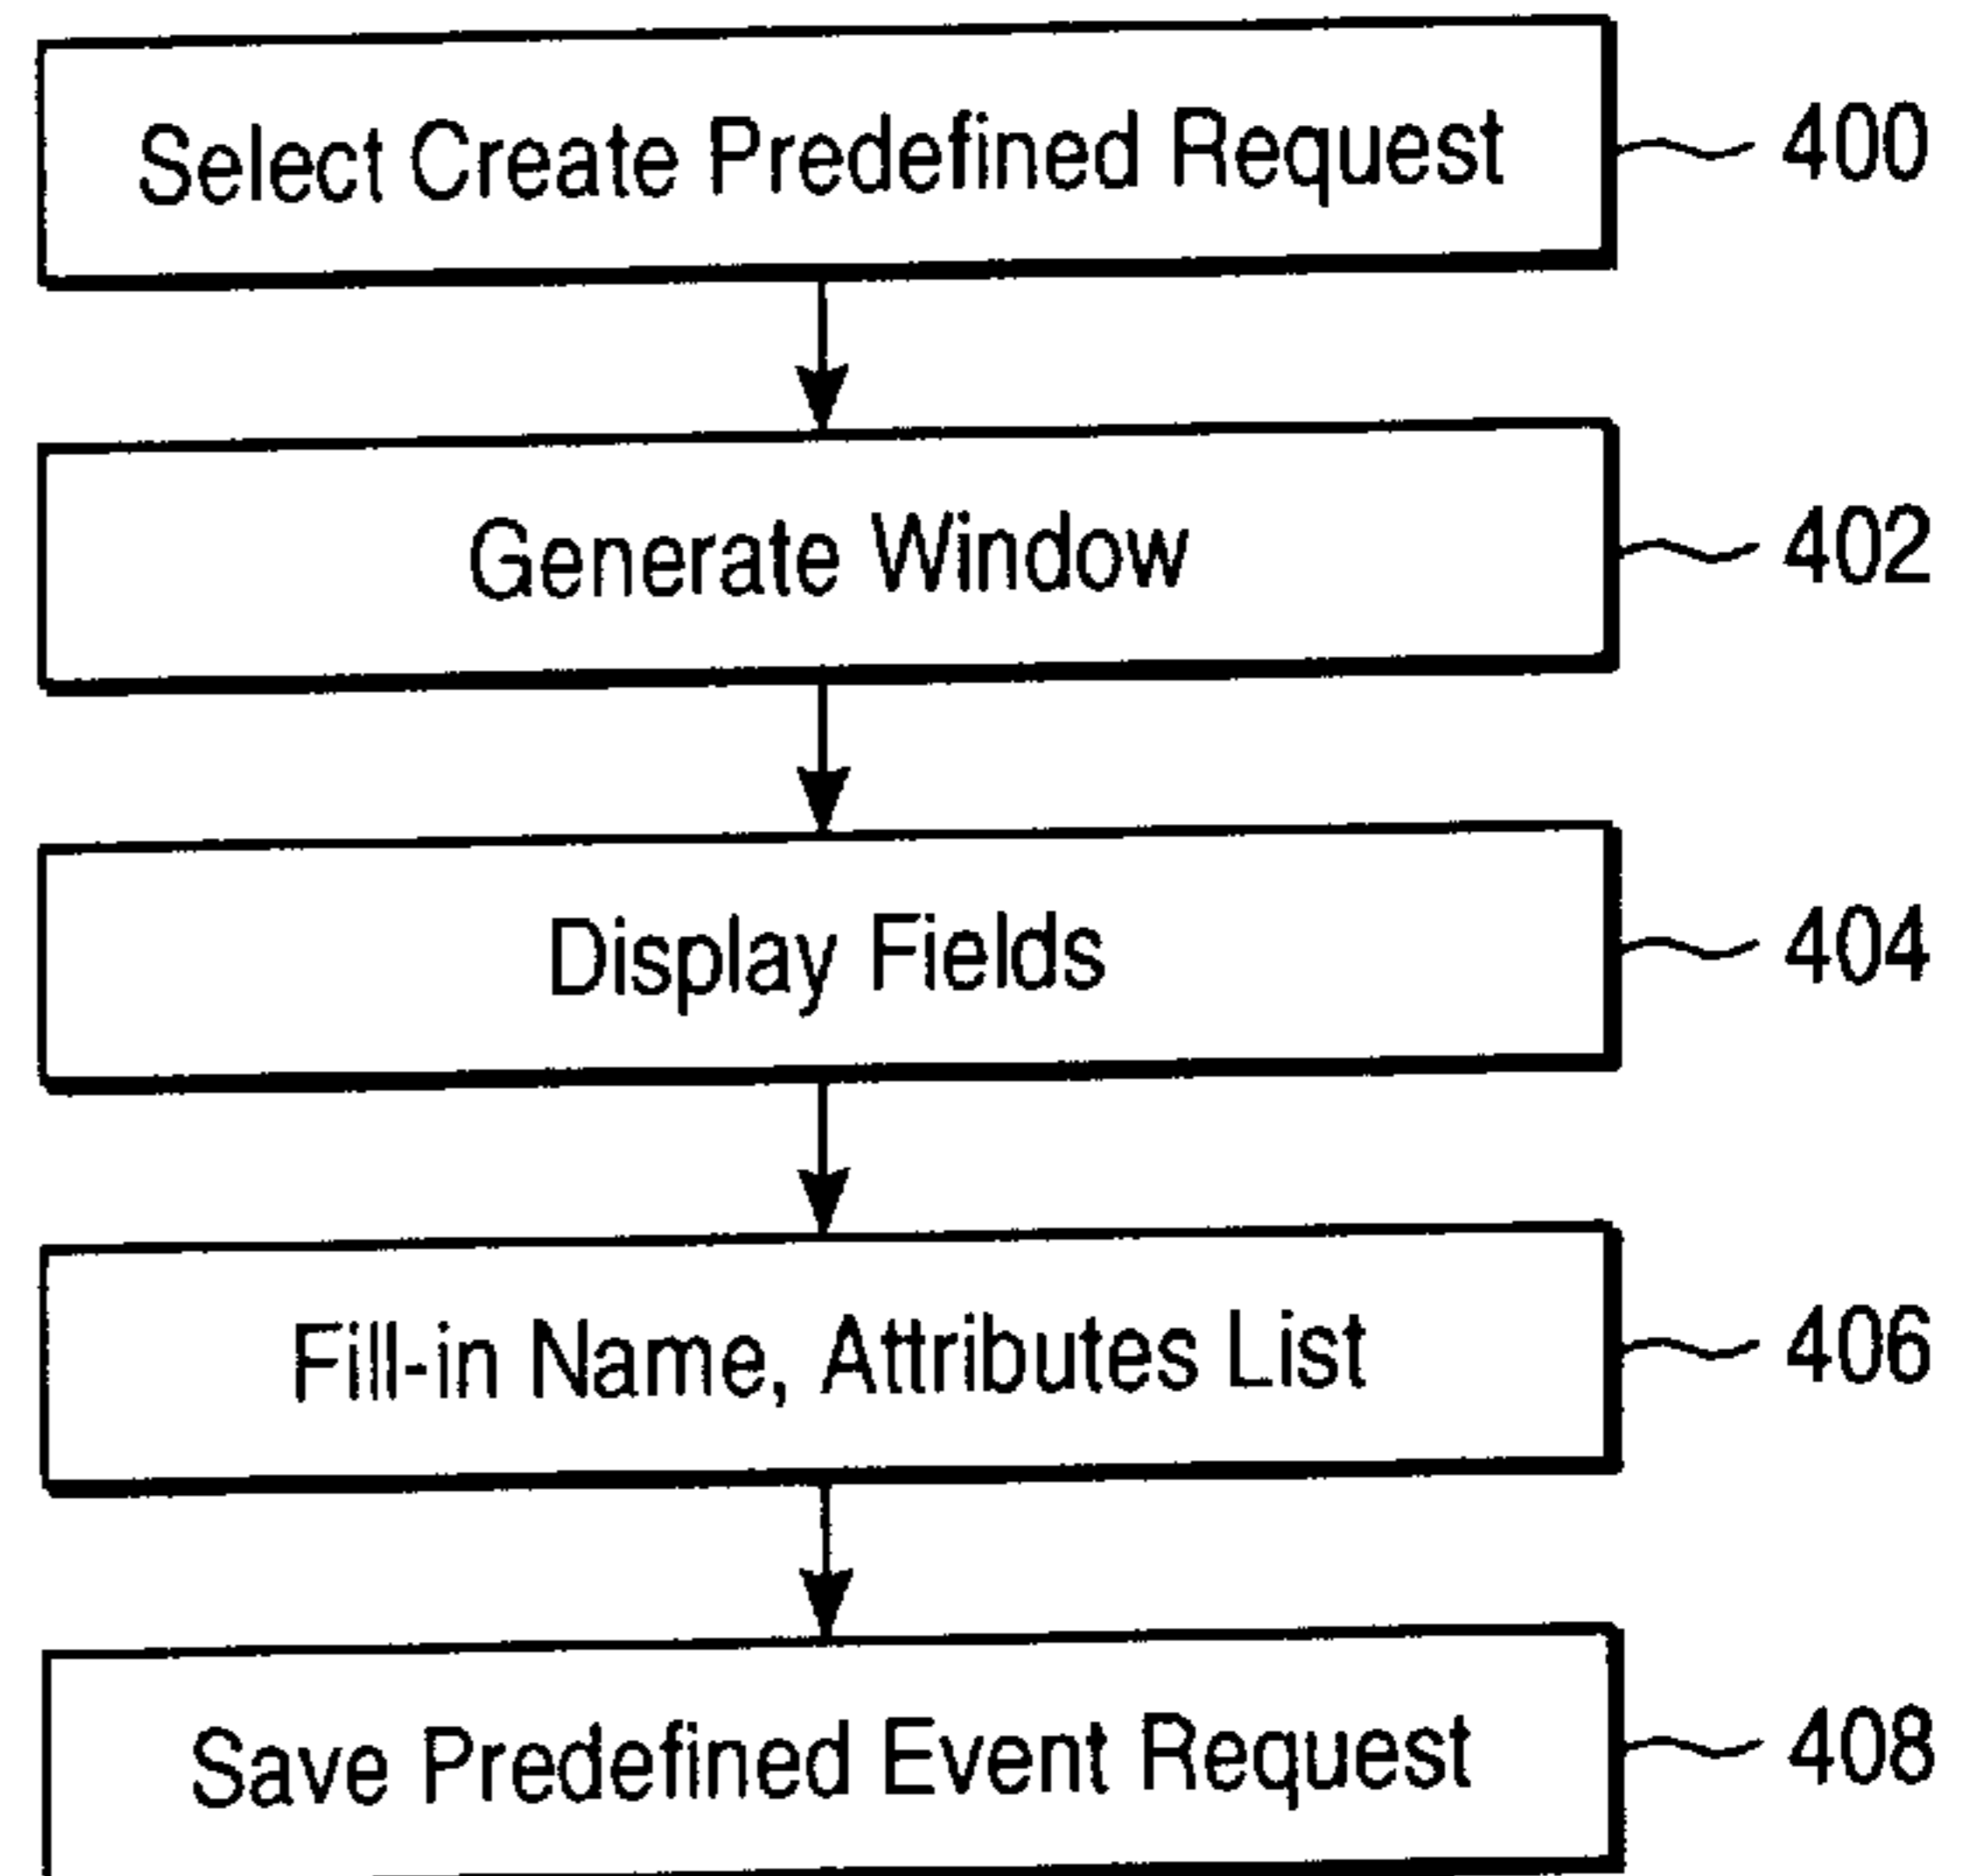 Select Create Predefined Request 400
Generate Window 402
Display Fields 404
Fill-in Name, Attributes List 406
Save Predefined Event Request 408